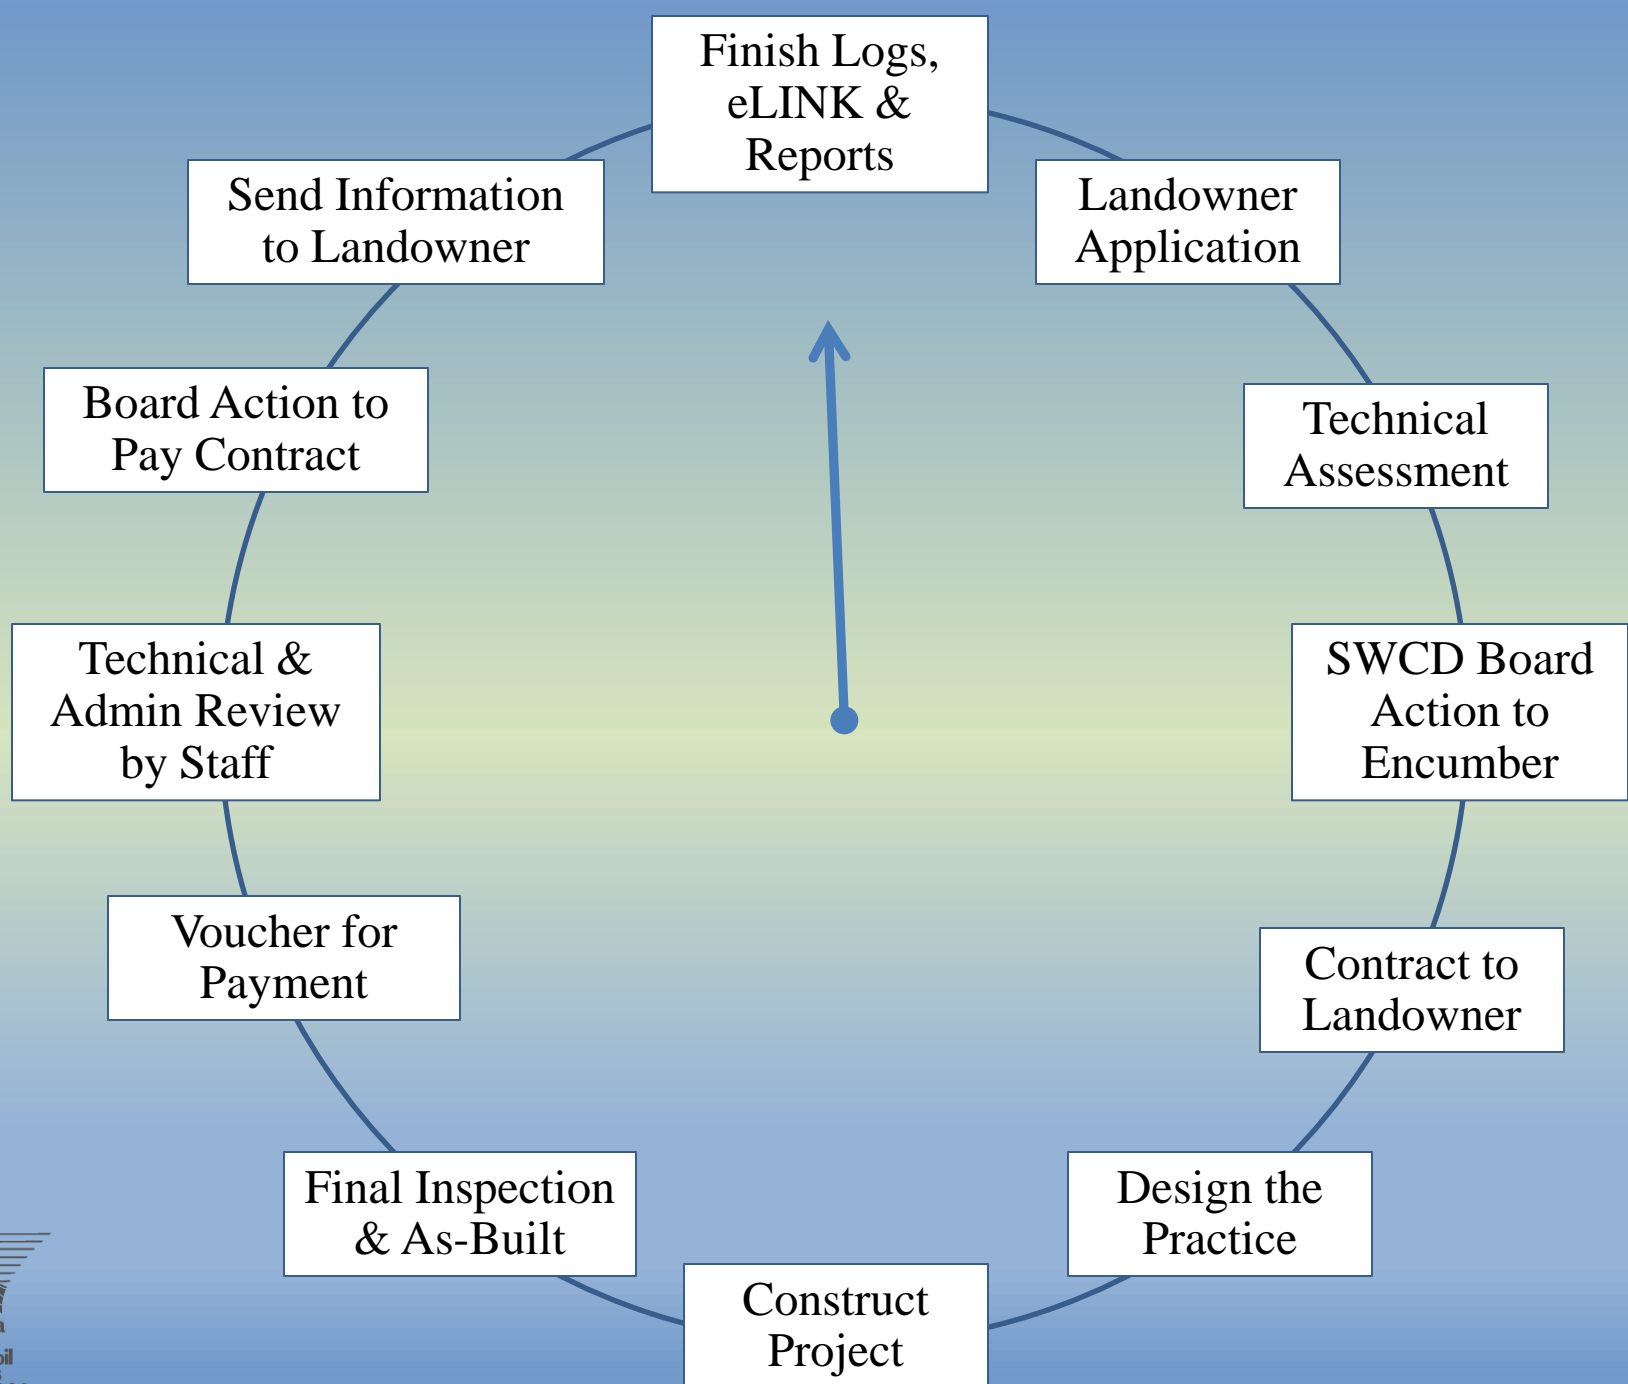 Finish Logs,
eLINK &
Reports
Landowner
Application
Technical
Assessment
SWCD Board
Action to
Encumber
Contract to
Landowner
Design the
Practice
Construct
Project
Final Inspection
& As-Built
Voucher for
Payment
Technical &
Admin Review
by Staff
Board Action to
Pay Contract
Send Information
to Landowner